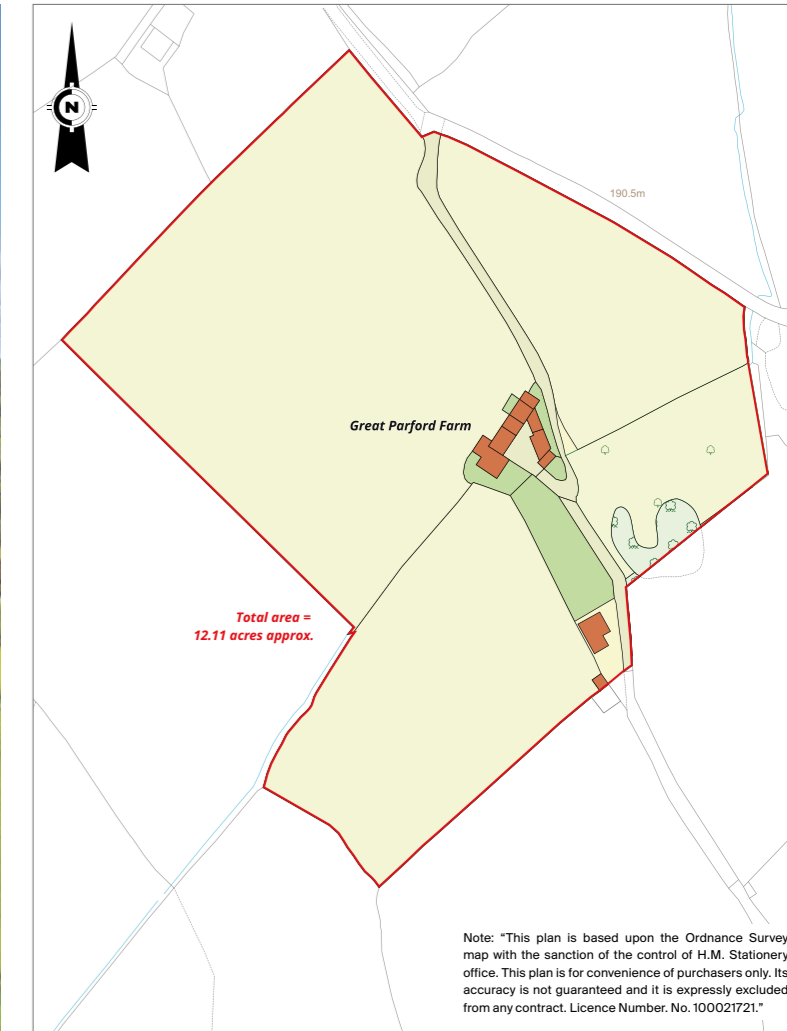 N
190.5m
Great Parford Farm
Total area =
12.11 acres approx.
Note: “This plan is based upon the Ordnance Survey
map with the sanction of the control of H.M. Stationery
office. This plan is for convenience of purchasers only. Its
accuracy is not guaranteed and it is expressly excluded
from any contract. Licence Number. No. 100021721.”